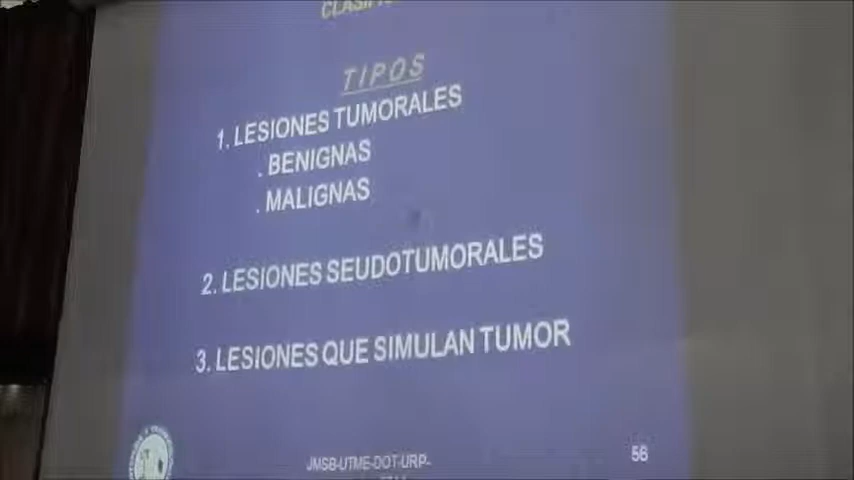 TIPOS
1. LESIONES TUMORALES
. BENIGNAS
. MALIGNAS
2. LESIONES SEUDOTUMORALES
3. LESIONES QUE SIMULAN TUMOR
JMSB-UTME-DOT-URP-
56